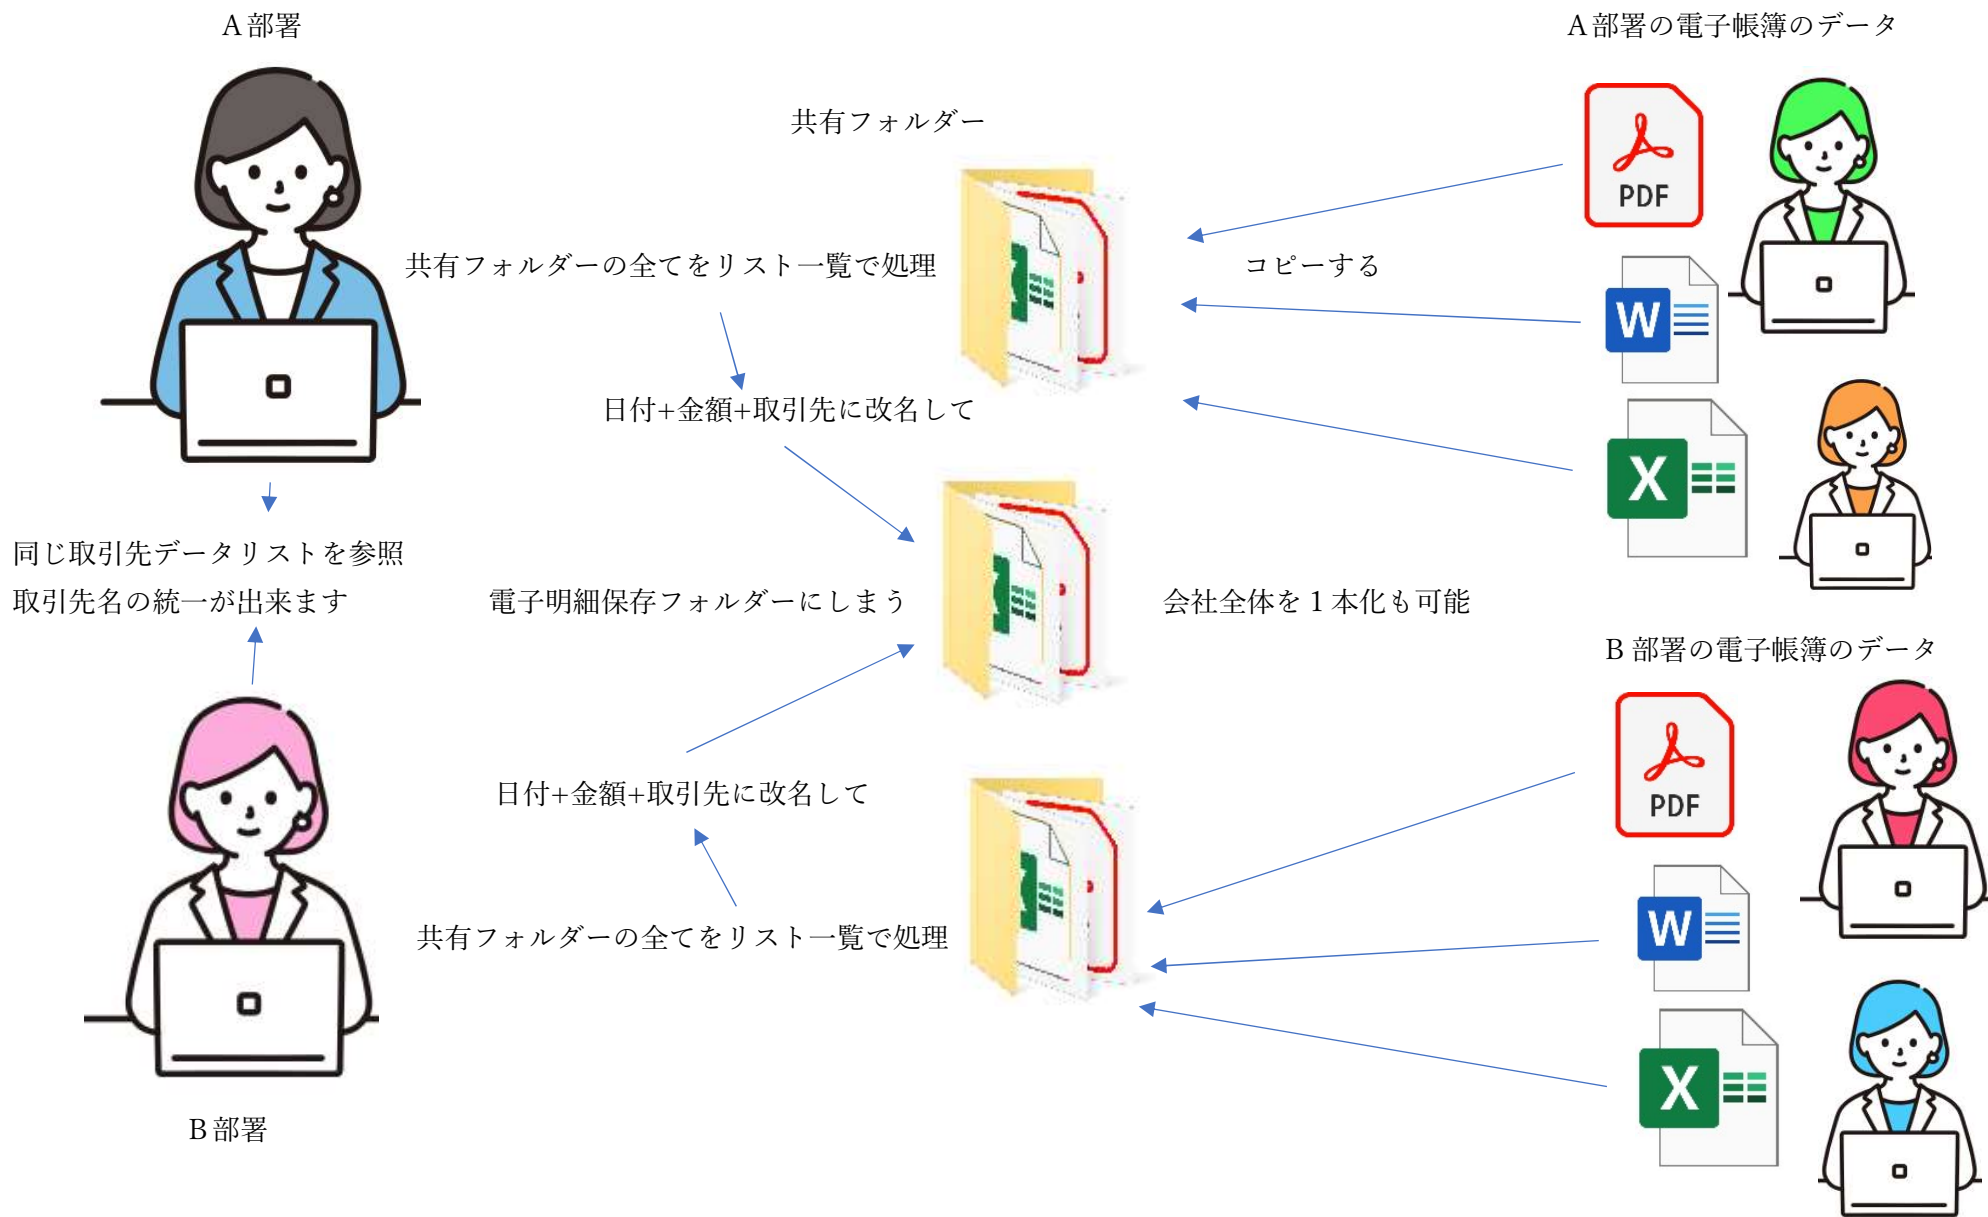 A部署
A部署の電子帳簿のデータ
共有フォルダー
PDF
共有フォルダーの全てをリスト一覧で処理
コピーする
W
日付+金額+取引先に改名して
X
同じ取引先データリストを参照
取引先名の統一が出来ます
電子明細保存フォルダーにしまう
会社全体を1本化も可能
B部署の電子帳簿のデータ
PDF
日付+金額+取引先に改名して
W
共有フォルダーの全てをリスト一覧で処理
X
B部署